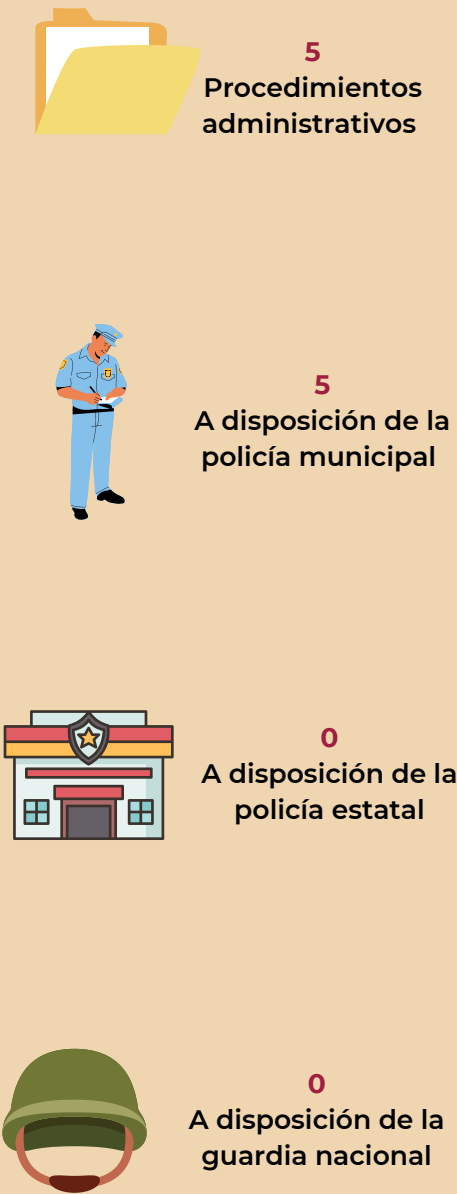 5
Procedimientos
administrativos
5
A disposición de la
policía municipal
0
A disposición de la
policía estatal
0
A disposición de la
guardia nacional